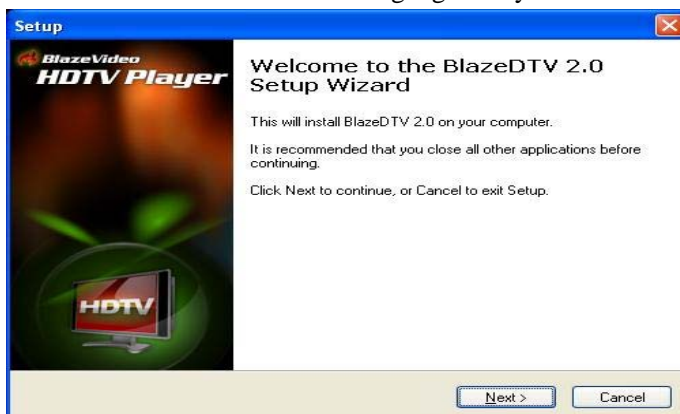 Setup
BlazeVideo
HDTV Player
Welcome to the BlazeDTV 2.0
Setup Wizard
This will install BlazeDTV 2.0 on your computer.
It is recommended that you close all other applications before
continuing.
Click Next to continue, or Cancel to exit Setup.
HDTV
Next >
Cancel